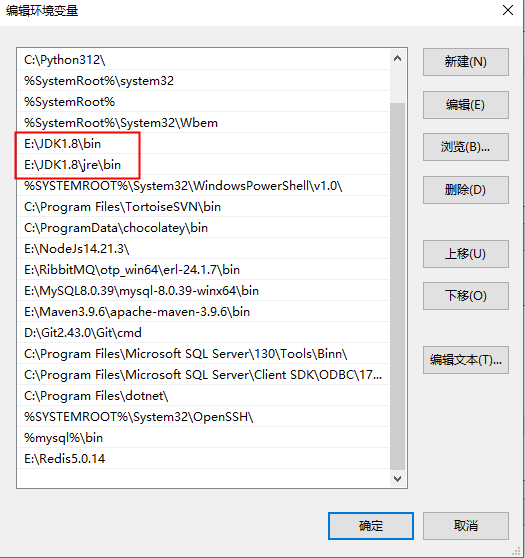 编辑环境变量
C:\Python312\
%SystemRoot%\system32
%SystemRoot%
%SystemRoot%\System32\Wbem
E:\JDK1.8\bin
E:\JDK1.8\jre\bin
%SYSTEMROOT%\System32\WindowsPowerShell\v1.0\
C:\Program Files\TortoiseSVN\bin
C:\ProgramData\chocolatey\bin
E:\NodeJs14.21.3\
E:\RibbitMQ\otp_win64\erl-24.1.7\bin
E:\MySQL8.0.39\mysql-8.0.39-winx64\bin
E:\Maven3.9.6\apache-maven-3.9.6\bin
D:\Git2.43.0\Git\cmd
C:\Program Files\Microsoft SQL Server\130\Tools\Binn\
C:\Program Files\Microsoft SQL Server\Client SDK\ODBC\17...
C:\Program Files\dotnet\
%SYSTEMROOT%\System32\OpenSSH\
%mysql%\bin
E:\Redis5.0.14
新建(N)
编辑(E)
浏览(B)...
删除(D)
上移(U)
下移(O)
编辑文本(T)...
确定
取消